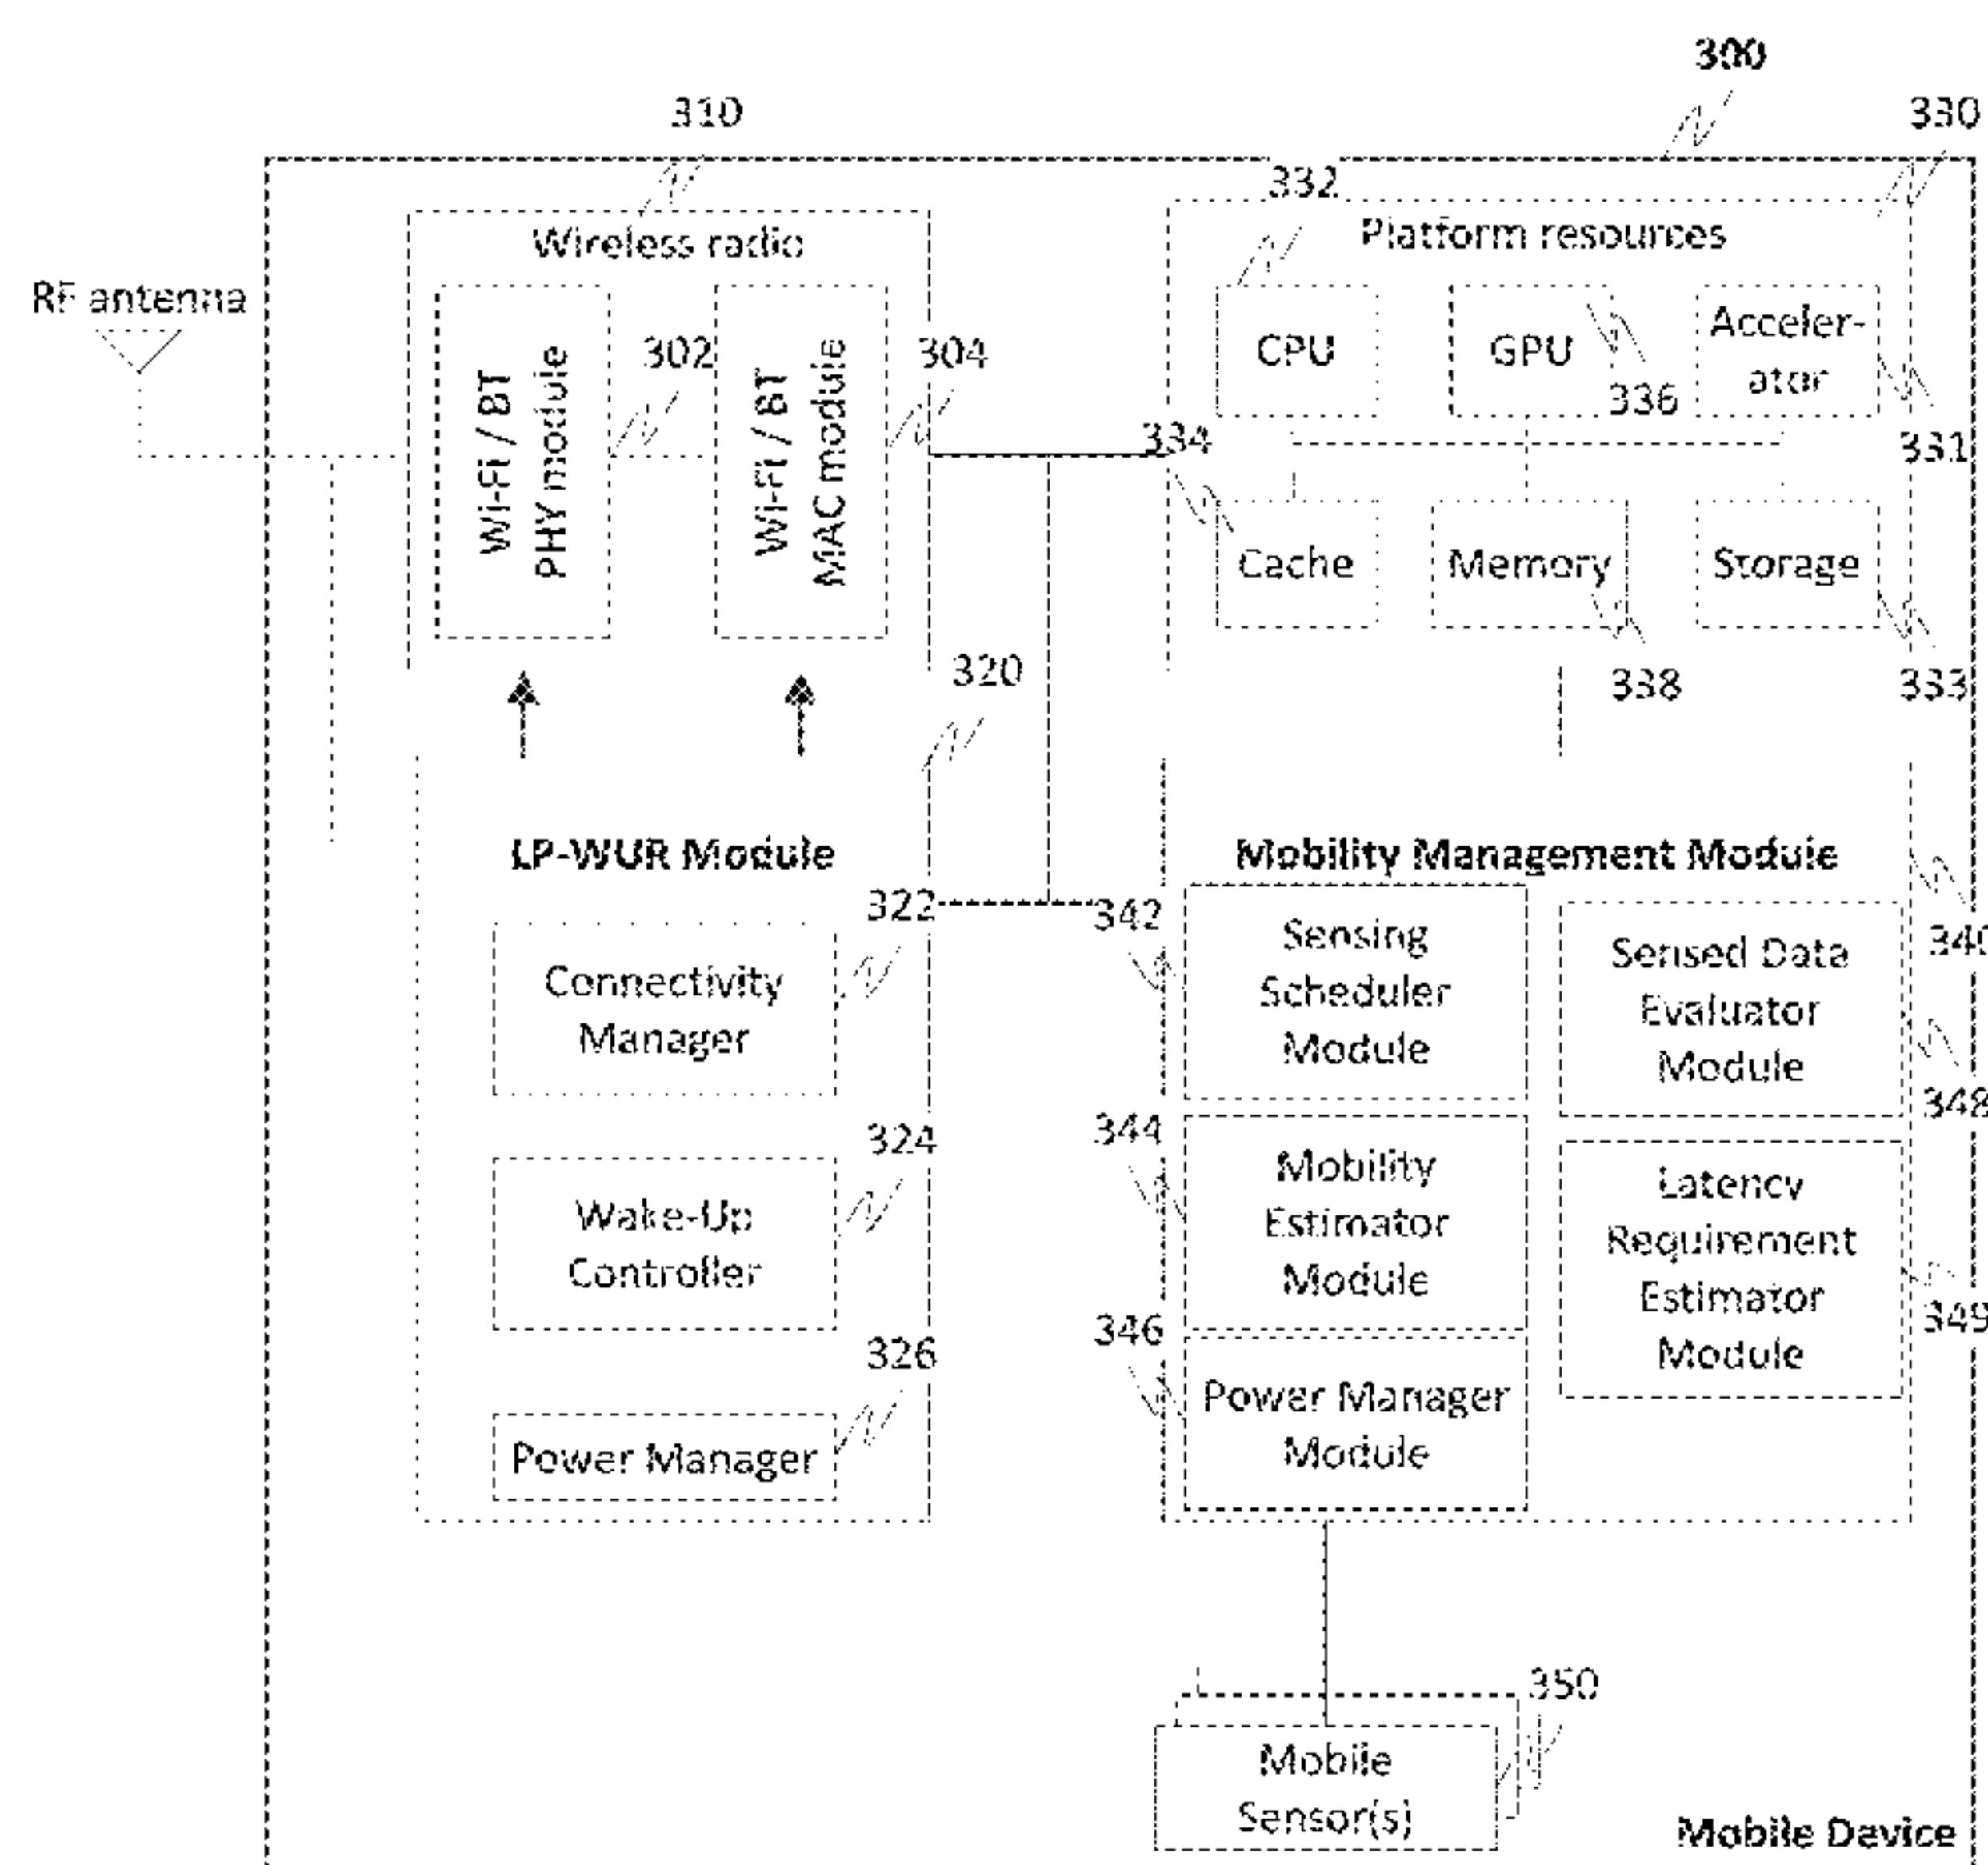 300
310
330
332
Wireless radio
Platform resources
RF antenna
Wi-Fi / BT
PHY module
302
Wi-Fi / BT
MAC module
304
CPU
GPU
336
Acceler-
ator
334
331
Cache
Memory
Storage
320
338
333
LP-WUR Module
Mobility Management Module
322
342
340
Connectivity
Manager
Sensing
Scheduler
Module
Sensed Data
Evaluator
Module
348
324
344
Wake-Up
Controller
Mobility
Estimator
Module
Latency
Requirement
Estimator
Module
349
326
346
Power Manager
Power Manager
Module
350
Mobile
Sensor(s)
Mobile Device